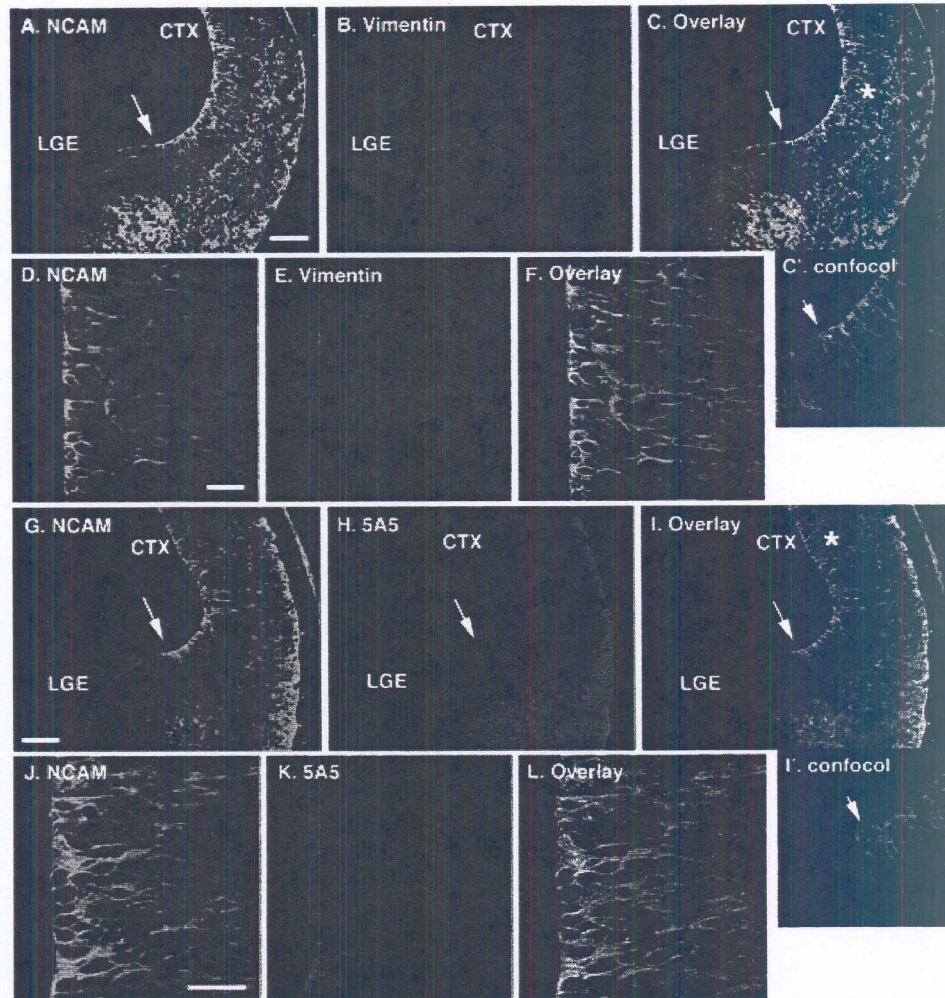 A. NCAM
CTX
LGE
B. Vimentin
CTX
LGE
C. Overlay
CTX
*
LGE
D. NCAM
E. Vimentin
F. Overlay
C'. confocol
G. NCAM
CTX
LGE
H. 5A5
CTX
LGE
I. Overlay
CTX
*
LGE
J. NCAM
K. 5A5
L. Overlay
I'. confocol